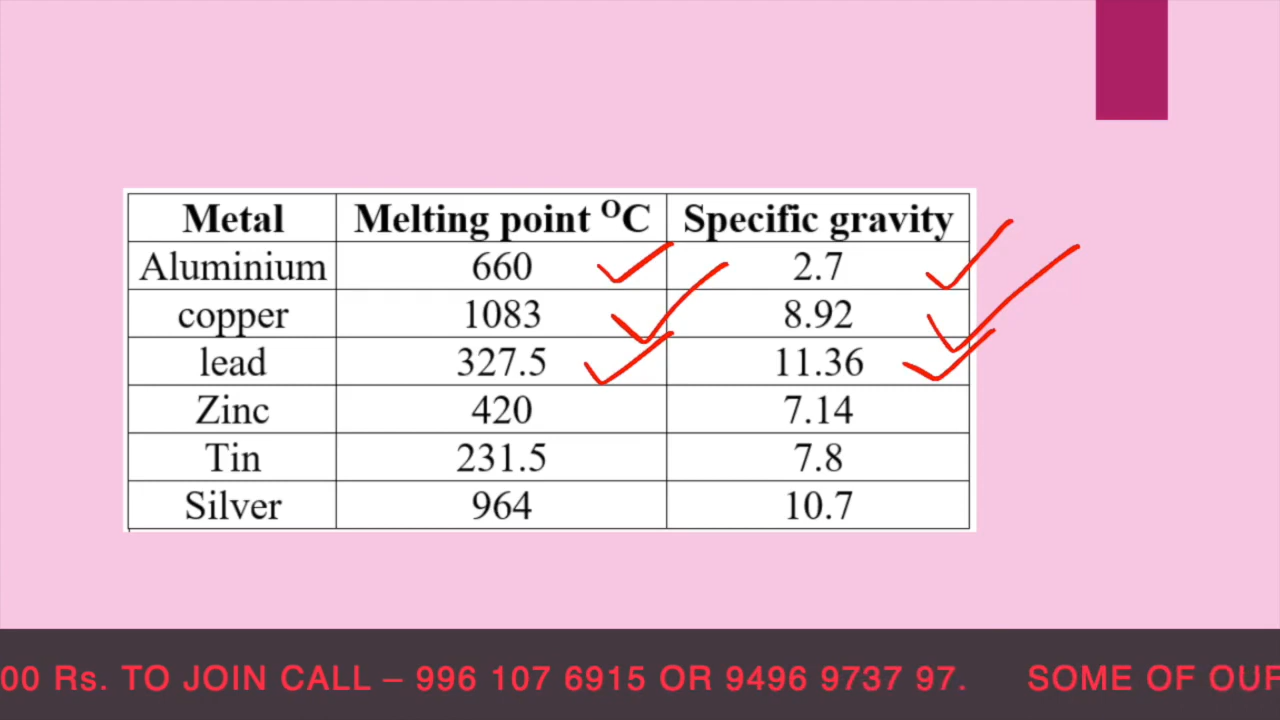 Metal Melting point ᴼC Specific gravity
Aluminium 660 2.7
copper 1083 8.92
lead 327.5 11.36
Zinc 420 7.14
Tin 231.5 7.8
Silver 964 10.7
00 Rs. TO JOIN CALL – 996 107 6915 OR 9496 9737 97. SOME OF OUR